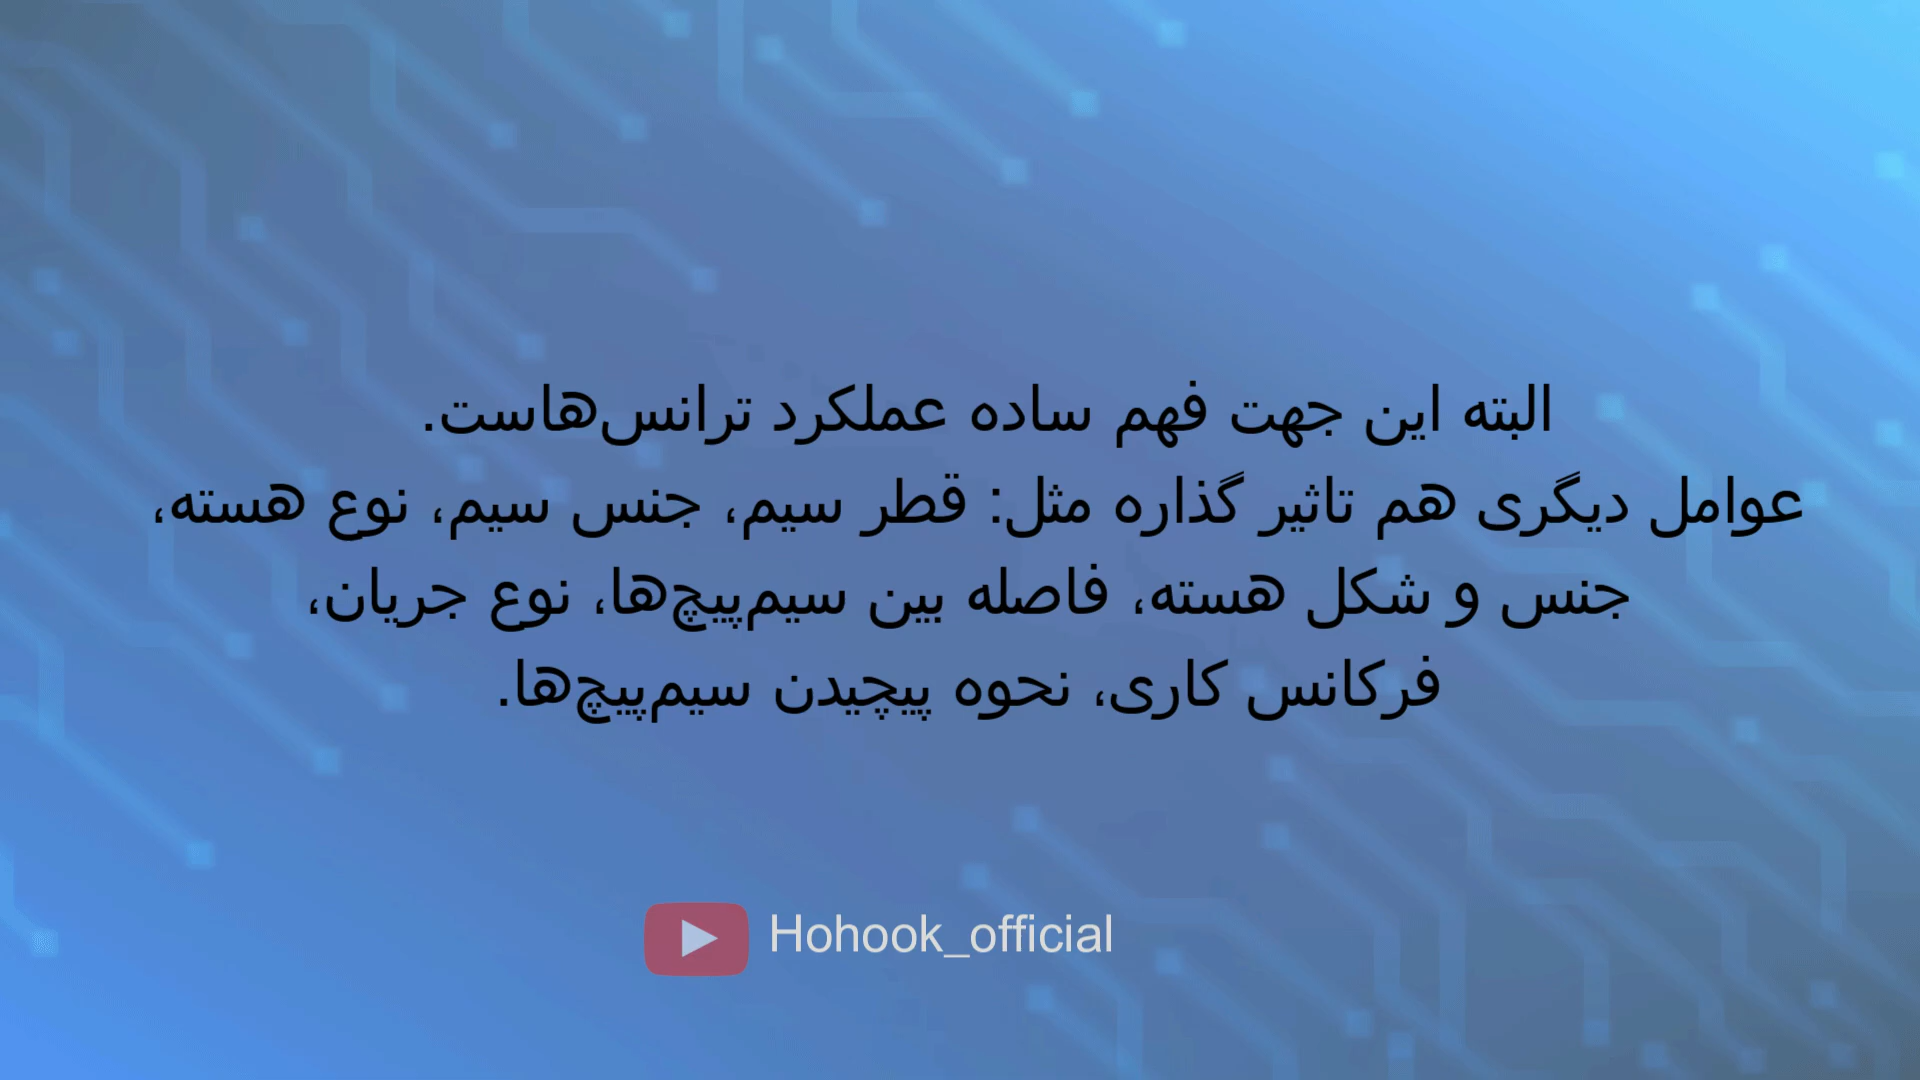 البته این جهت فهم ساده عملکرد ترانس‌هاست.
عوامل دیگری هم تاثیر گذاره مثل: قطر سیم، جنس سیم، نوع هسته،
جنس و شکل هسته، فاصله بین سیم‌پیچ‌ها، نوع جریان،
فرکانس کاری، نحوه پیچیدن سیم‌پیچ‌ها.
Hohook_official